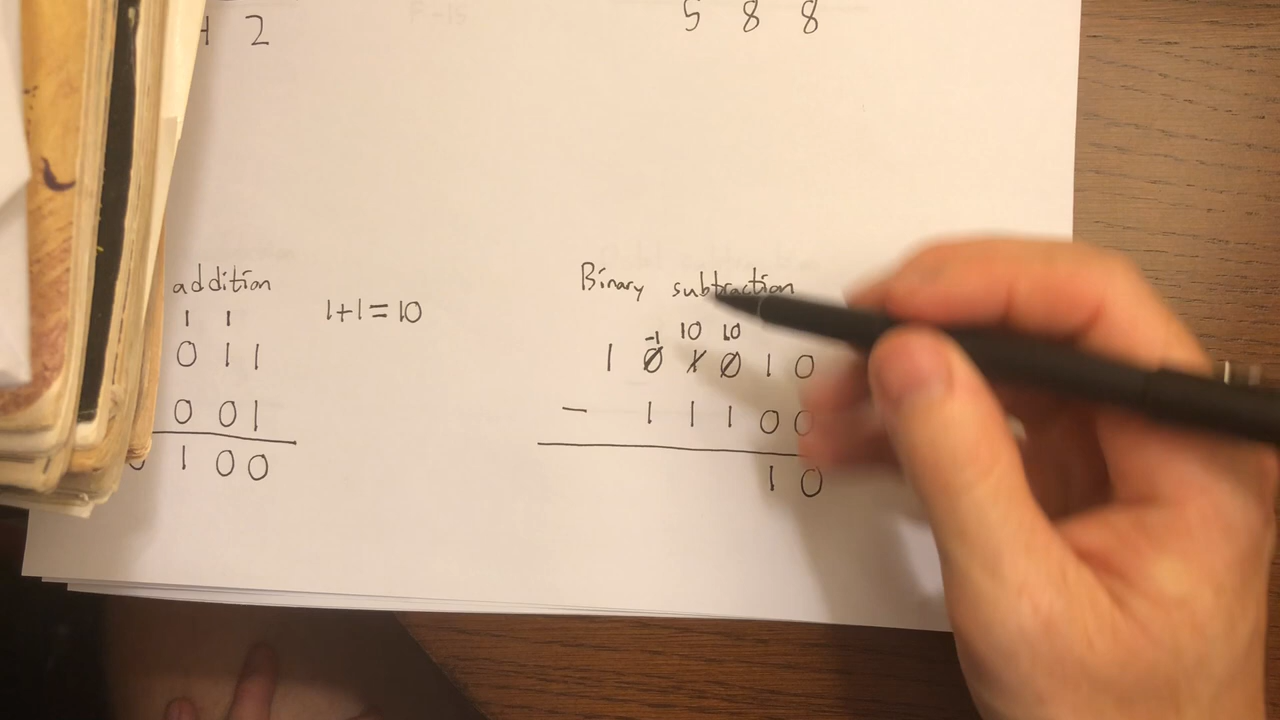 2
5 8 8
addition
1 1
0 1 1
0 0 1
1 0 0
1+1=10
Binary subtraction
-1 10 10
1 0 1 0 1 0
- 1 1 1 0 0
1 0